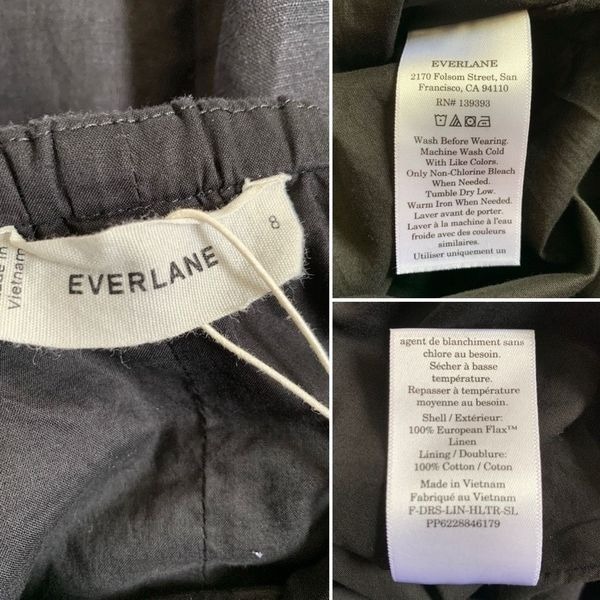 8
EVERLANE
Vietnam
EVERLANE
2170 Folsom Street, San
Francisco, CA 94110
RN# 139393
Wash Before Wearing.
Machine Wash Cold
With Like Colors.
Only Non-Chlorine Bleach
When Needed.
Tumble Dry Low.
Warm Iron When Needed.
Laver avant de porter.
Laver à la machine à l'eau
froide avec des couleurs
similaires.
Utiliser uniquement un
agent de blanchiment sans
chlore au besoin.
Sécher à basse
température.
Repasser à température
moyenne au besoin.
Shell / Extérieur:
100% European Flax™
Linen
Lining / Doublure:
100% Cotton / Coton
Made in Vietnam
Fabriqué au Vietnam
F-DRS-LIN-HLTR-SL
PP6228846179